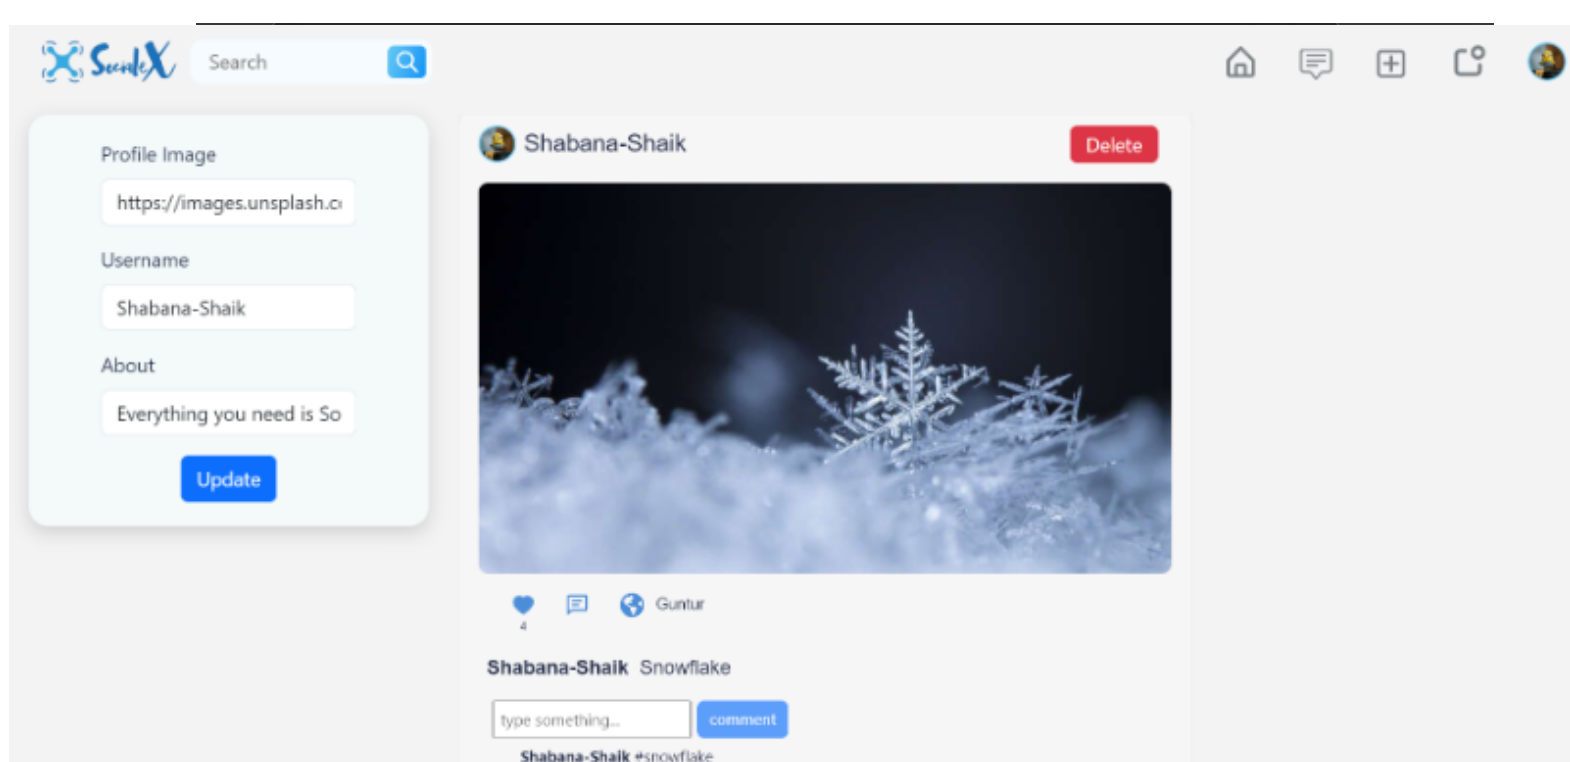 SocialeX
Search
Profile Image
https://images.unsplash.c
Username
Shabana-Shaik
About
Everything you need is So
Update
Shabana-Shaik
Delete
4
Guntur
Shabana-Shaik Snowflake
type something...
comment
Shabana-Shaik #snowflake